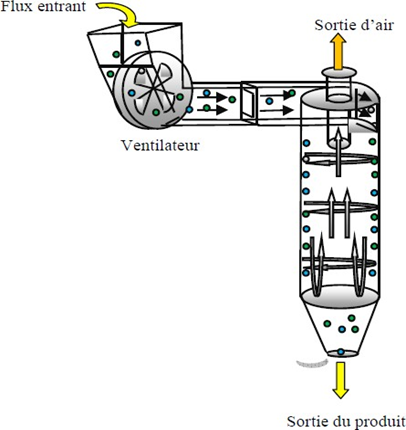 Flux entrant
Sortie d'air
Ventilateur
Sortie du produit